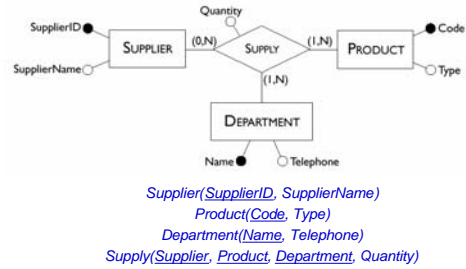 Quantity
SupplierID
Code
SUPPLIER
(0,N)
SUPPLY
(1,N)
PRODUCT
SupplierName
Type
(1,N)
DEPARTMENT
Name
Telephone
Supplier(SupplierID, SupplierName)
Product(Code, Type)
Department(Name, Telephone)
Supply(Supplier, Product, Department, Quantity)